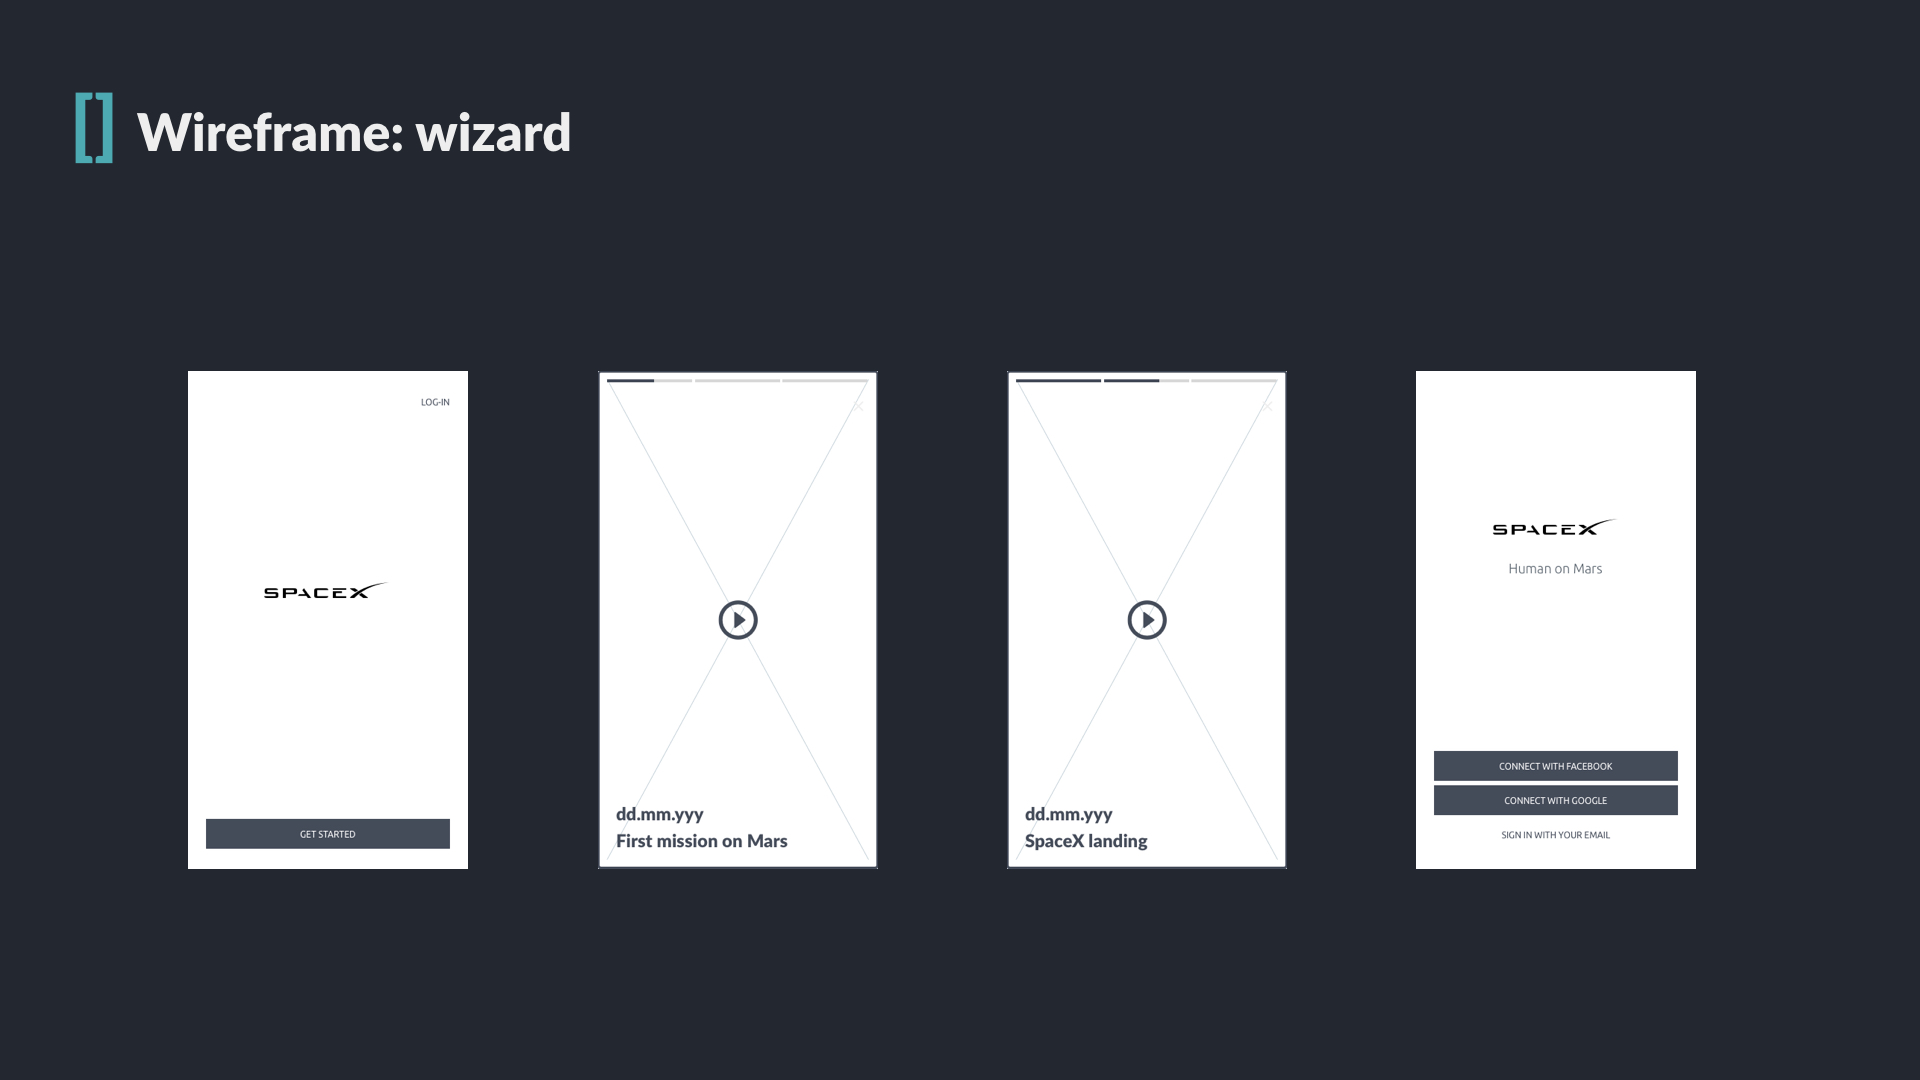 Wireframe: wizard
LOG-IN
SPACEX
GET STARTED
dd.mm.yyy
First mission on Mars
dd.mm.yyy
SpaceX landing
SPACEX
Human on Mars
CONNECT WITH FACEBOOK
CONNECT WITH GOOGLE
SIGN IN WITH YOUR EMAIL